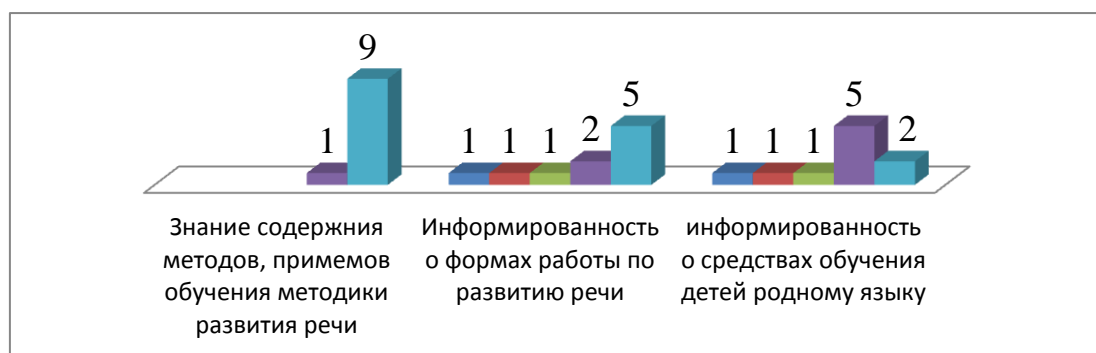 1 9
1 1 1 2 5
1 1 1 5 2
Знание содержния
методов, примемов
обучения методики
развития речи
Информированность
о формах работы по
развитию речи
информированность
о средствах обучения
детей родному языку